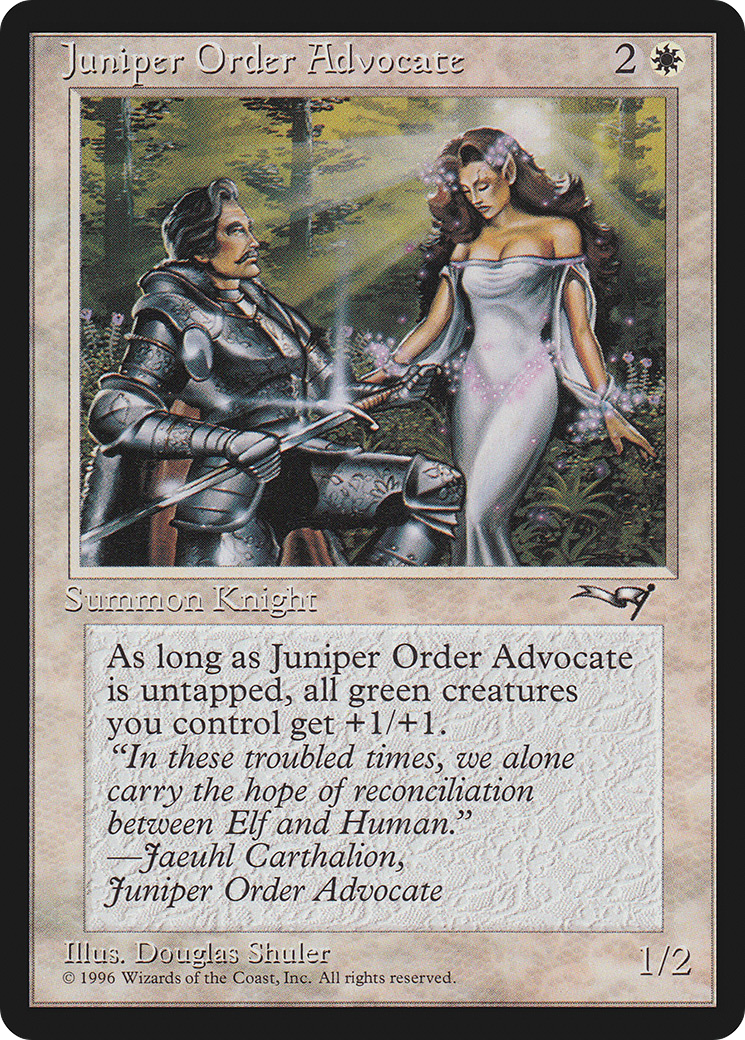 Juniper Order Advocate 2
Summon Knight
As long as Juniper Order Advocate
is untapped, all green creatures
you control get +1/+1.
“In these troubled times, we alone
carry the hope of reconciliation
between Elf and Human.”
—Jaeuhl Carthalion,
Juniper Order Advocate
Illus. Douglas Shuler
© 1996 Wizards of the Coast, Inc. All rights reserved.
1/2